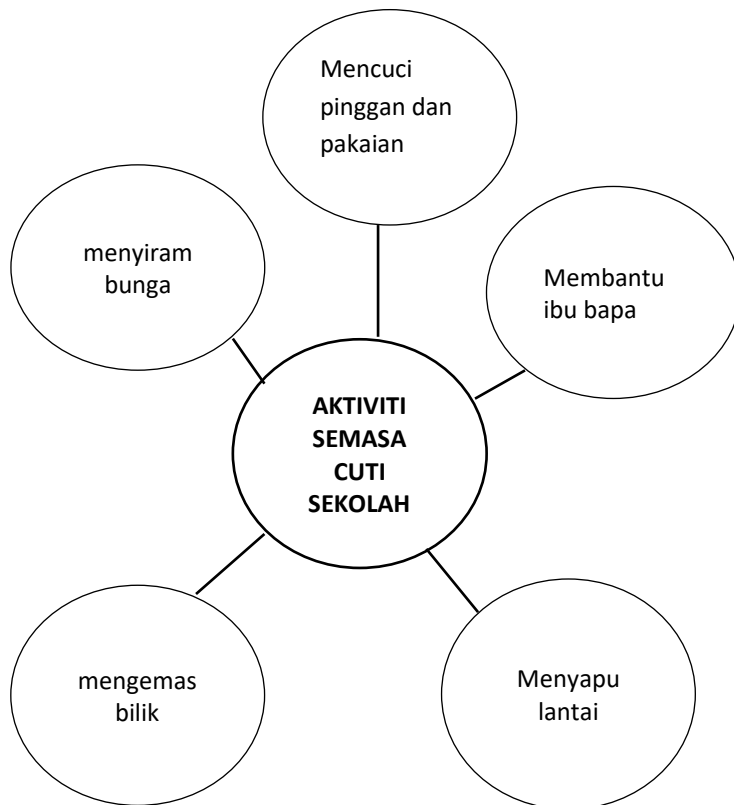 Mencuci
pinggan dan
pakaian
menyiram
bunga
Membantu
ibu bapa
AKTIVITI
SEMASA
CUTI
SEKOLAH
mengemas
bilik
Menyapu
lantai